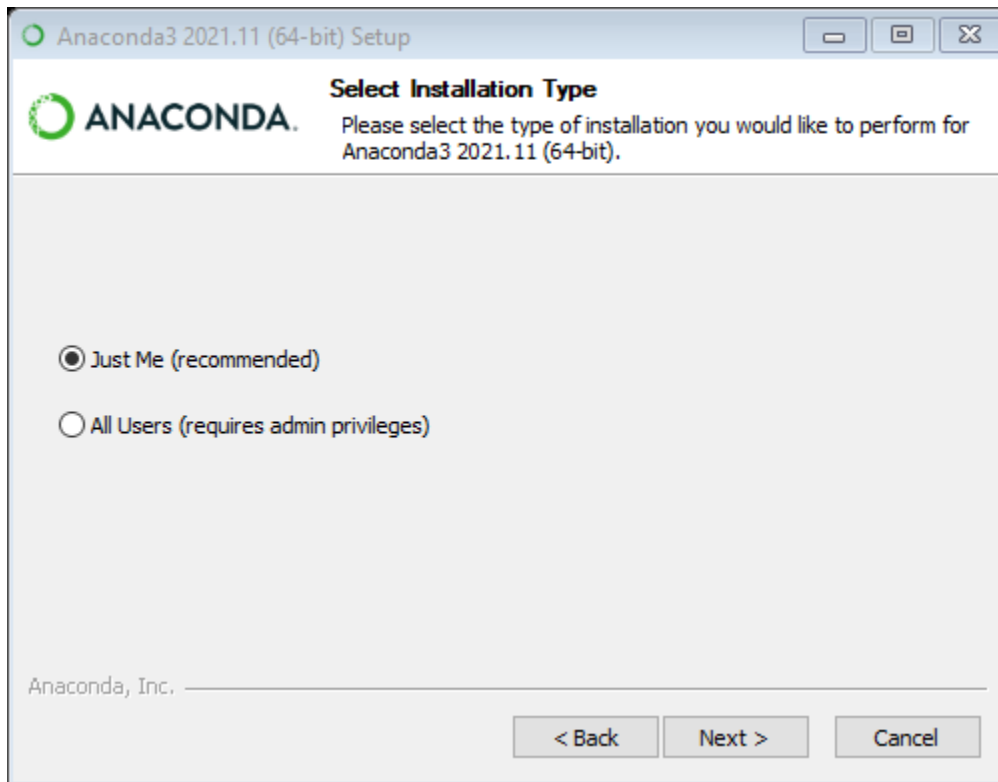 Anaconda3 2021.11 (64-bit) Setup
ANACONDA.
Select Installation Type
Please select the type of installation you would like to perform for
Anaconda3 2021.11 (64-bit).
Just Me (recommended)
All Users (requires admin privileges)
Anaconda, Inc.
< Back
Next >
Cancel